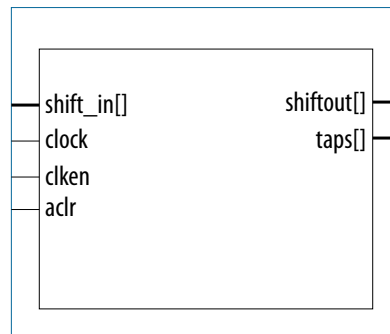 shift_in[]
shiftout[]
clock
taps[]
clken
aclr